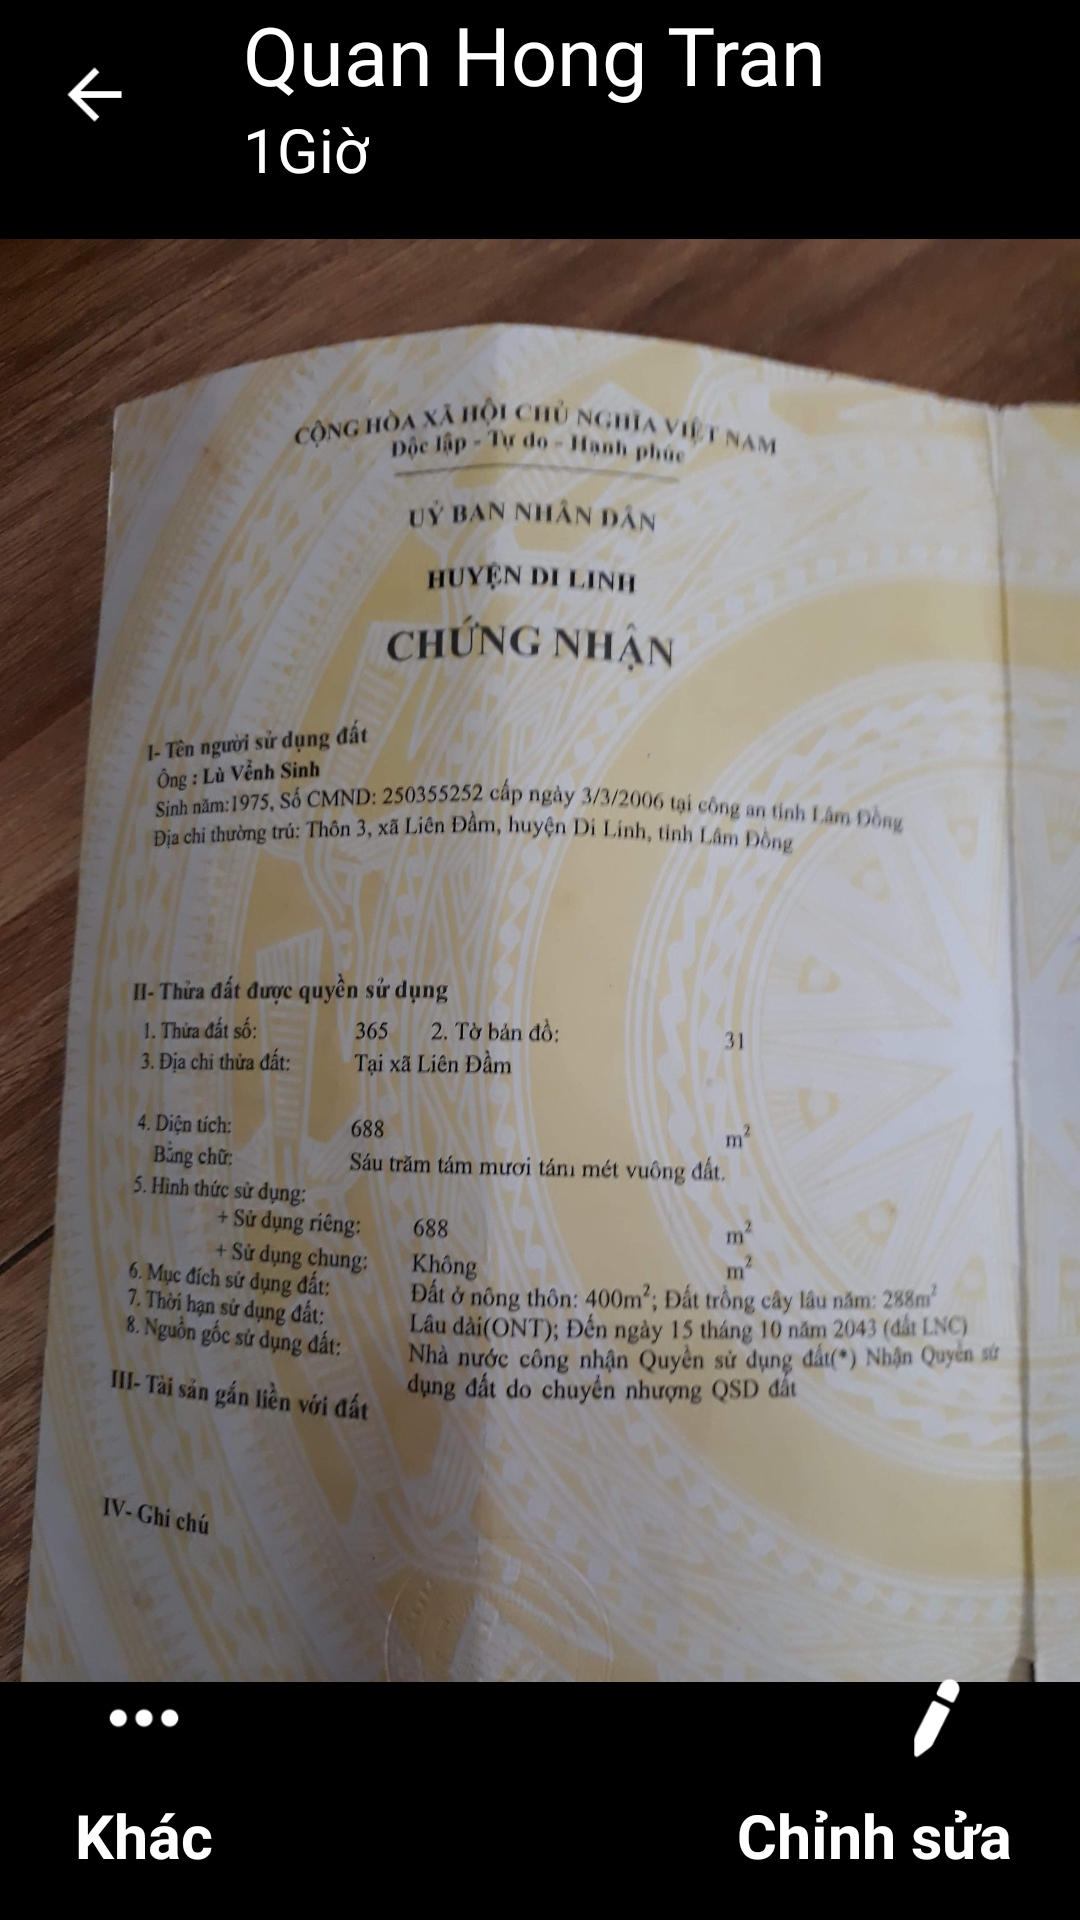 Quan Hong Tran
1Giờ
CỘNG HÒA XÃ HỘI CHỦ NGHĨA VIỆT NAM
Độc lập - Tự do - Hạnh phúc
UỶ BAN NHÂN DÂN
HUYỆN DI LINH
CHỨNG NHẬN
I- Tên người sử dụng đất
Ông : Lù Vểnh Sinh
Sinh năm:1975, Số CMND: 250355252 cấp ngày 3/3/2006 tại công an tỉnh Lâm Đồng
Địa chỉ thường trú: Thôn 3, xã Liên Đầm, huyện Di Linh, tỉnh Lâm Đồng
II- Thửa đất được quyền sử dụng
1. Thửa đất số: 365 2. Tờ bản đồ: 31
3. Địa chỉ thửa đất: Tại xã Liên Đầm
4. Diện tích: 688 m²
Bằng chữ: Sáu trăm tám mươi tám mét vuông đất.
5. Hình thức sử dụng:
+ Sử dụng riêng: 688 m²
+ Sử dụng chung: Không m²
6. Mục đích sử dụng đất: Đất ở nông thôn: 400m²; Đất trồng cây lâu năm: 288m²
7. Thời hạn sử dụng đất: Lâu dài(ONT); Đến ngày 15 tháng 10 năm 2043 (đất LNC)
8. Nguồn gốc sử dụng đất: Nhà nước công nhận Quyền sử dụng đất(*) Nhận Quyền sử
dụng đất do chuyển nhượng QSD đất
III- Tài sản gắn liền với đất
IV- Ghi chú
Khác
Chỉnh sửa